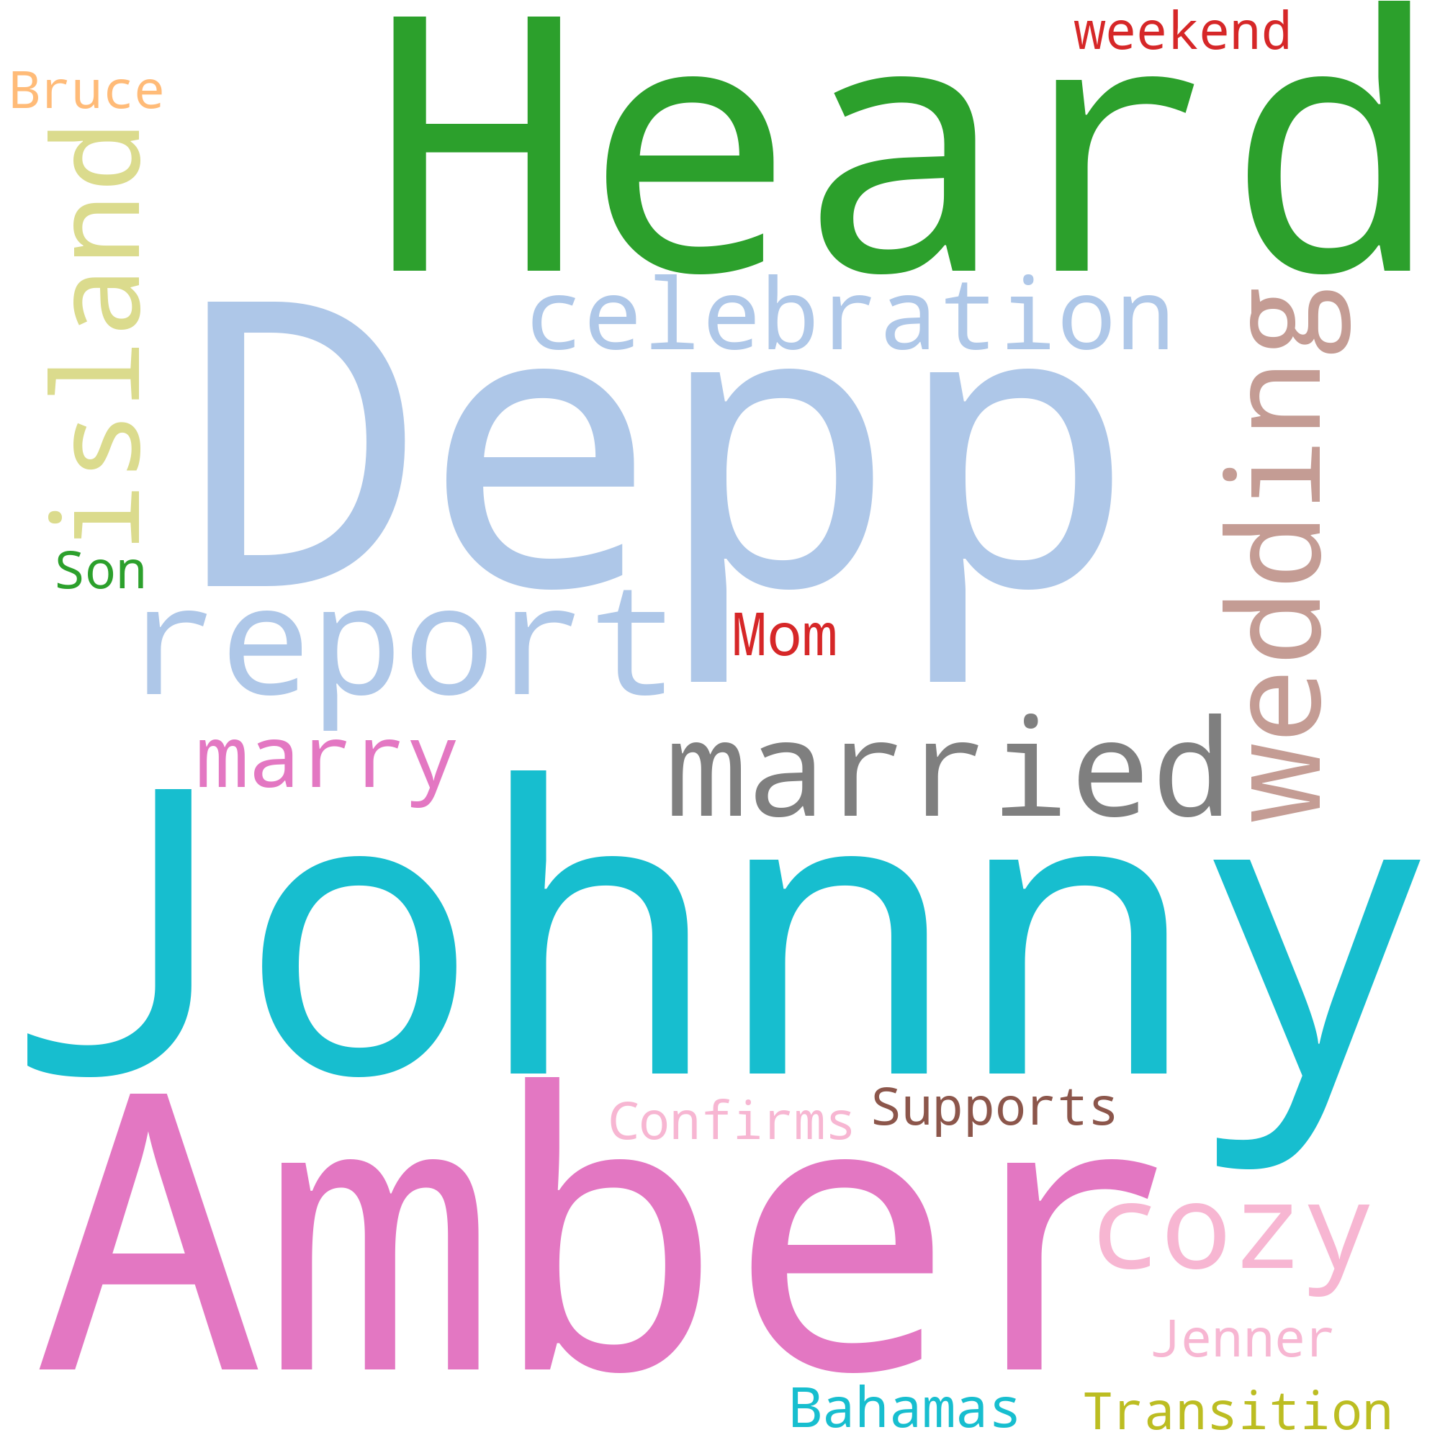 weekend
Heard
Bruce
island
celebration
Depp
wedding
Son
report
Mom
marry
married
Johnny
Amber
Confirms
Supports
cozy
Jenner
Bahamas
Transition